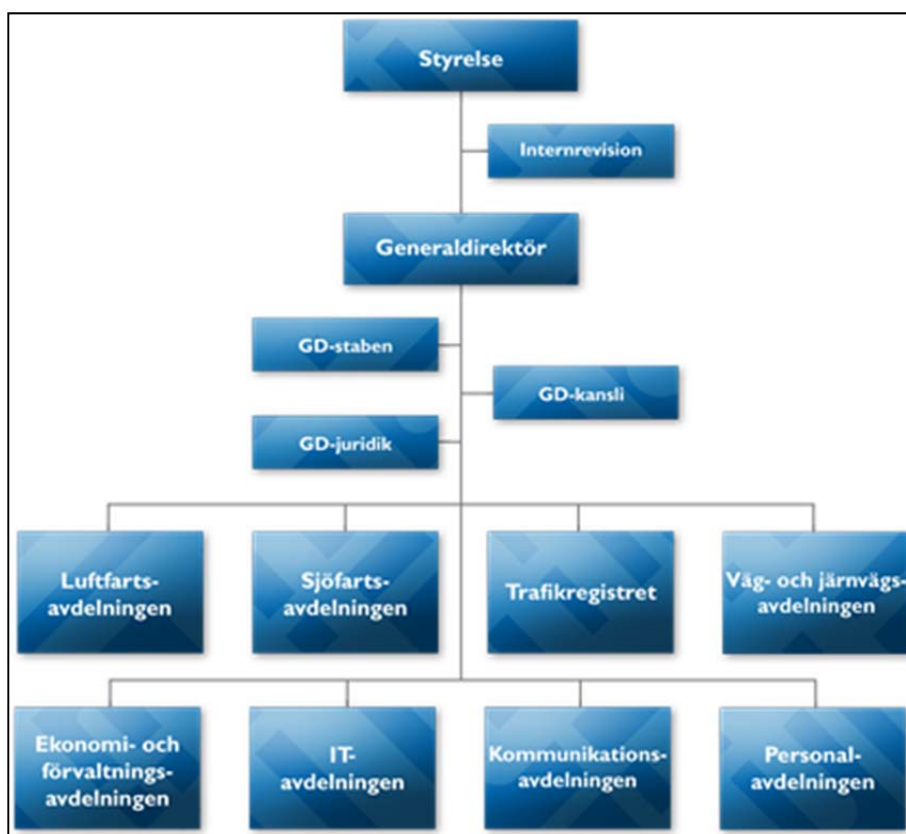 Styrelse
Internrevision
Generaldirektör
GD-staben
GD-kansli
GD-juridik
Luftfarts-
avdelningen
Sjöfarts-
avdelningen
Trafikregistret
Väg- och järnvägs-
avdelningen
Ekonomi- och
förvaltnings-
avdelningen
IT-
avdelningen
Kommunikations-
avdelningen
Personal-
avdelningen